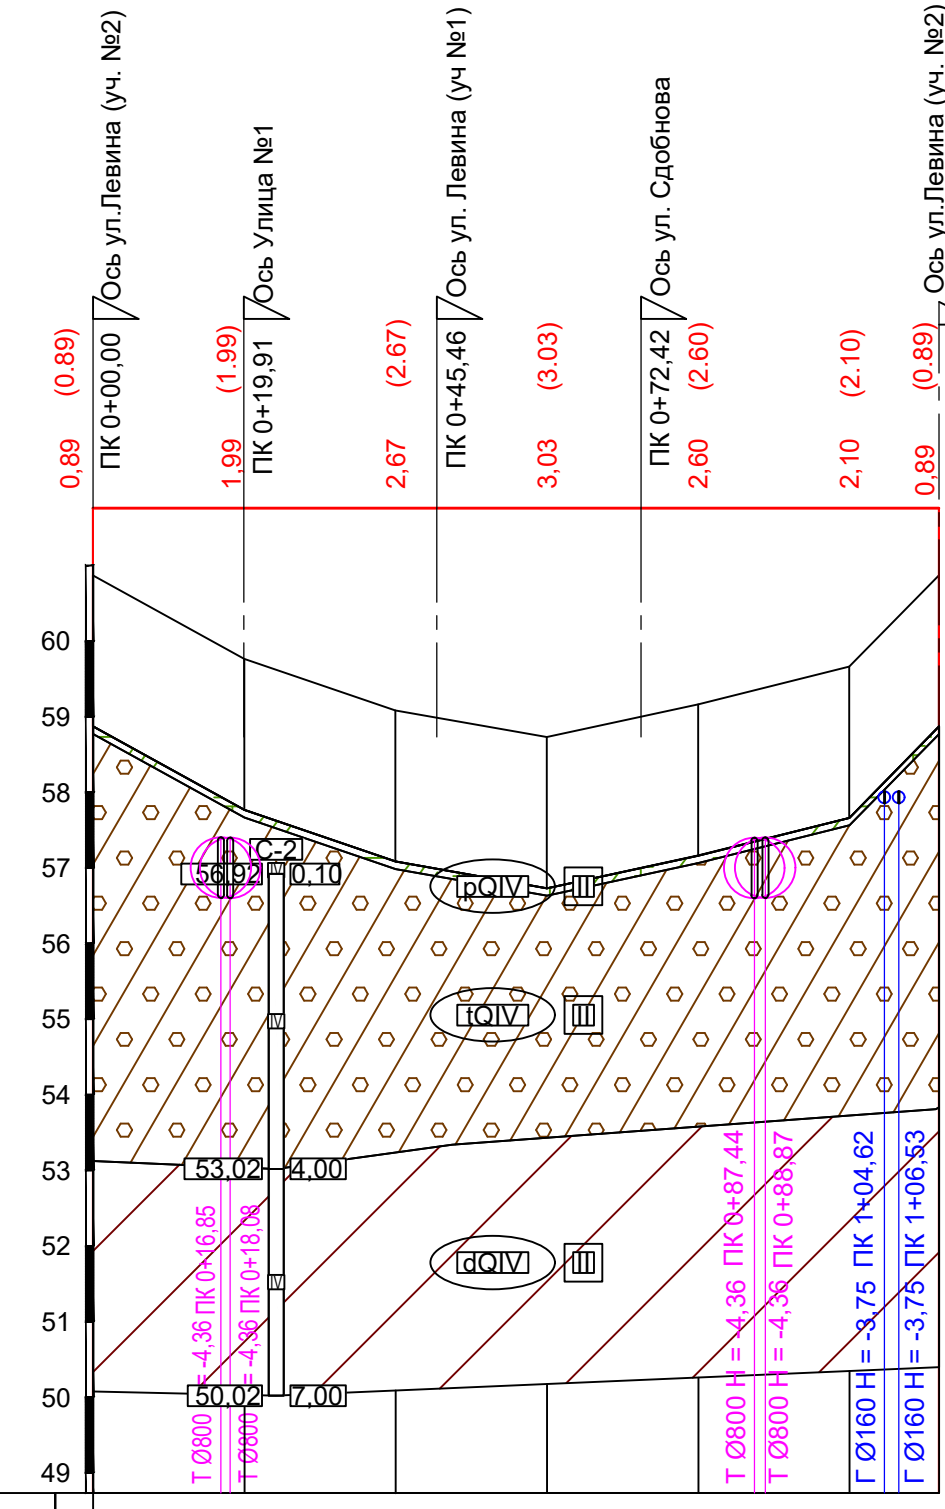 Ось ул.Левина (уч. №2)
Ось Улица №1
Ось ул. Левина (уч №1)
Ось ул. Сдобнова
Ось ул.Левина (уч. №2)
0,89 (0.89)
ПК 0+00,00
1,99 (1.99)
ПК 0+19,91
2,67 (2.67)
ПК 0+45,46
3,03 (3.03)
ПК 0+72,42
2,60 (2.60)
2,10 (2.10)
0,89 (0.89)
60
59
58
57
56
55
54
53
52
51
50
49
С-2
56,92 0,10
IV
53,02 4,00
IV
50,02 7,00
pQIV III
tQIV III
dQIV III
Т Ø800 = -4,36 ПК 0+16,85
Т Ø800 = -4,36 ПК 0+18,08
Т Ø800 Н = -4,36 ПК 0+87,44
Т Ø800 Н = -4,36 ПК 0+88,87
Г Ø160 Н = -3,75 ПК 1+04,62
Г Ø160 Н = -3,75 ПК 1+06,53